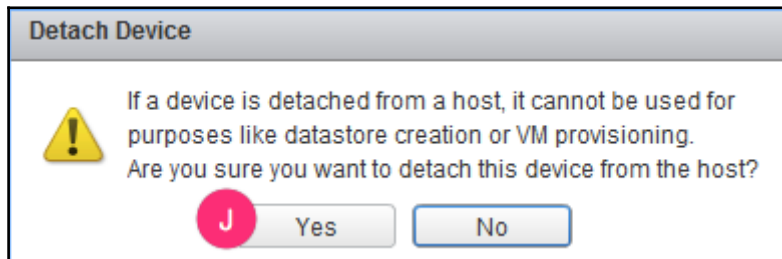 Detach Device
If a device is detached from a host, it cannot be used for
purposes like datastore creation or VM provisioning.
Are you sure you want to detach this device from the host?
J Yes No